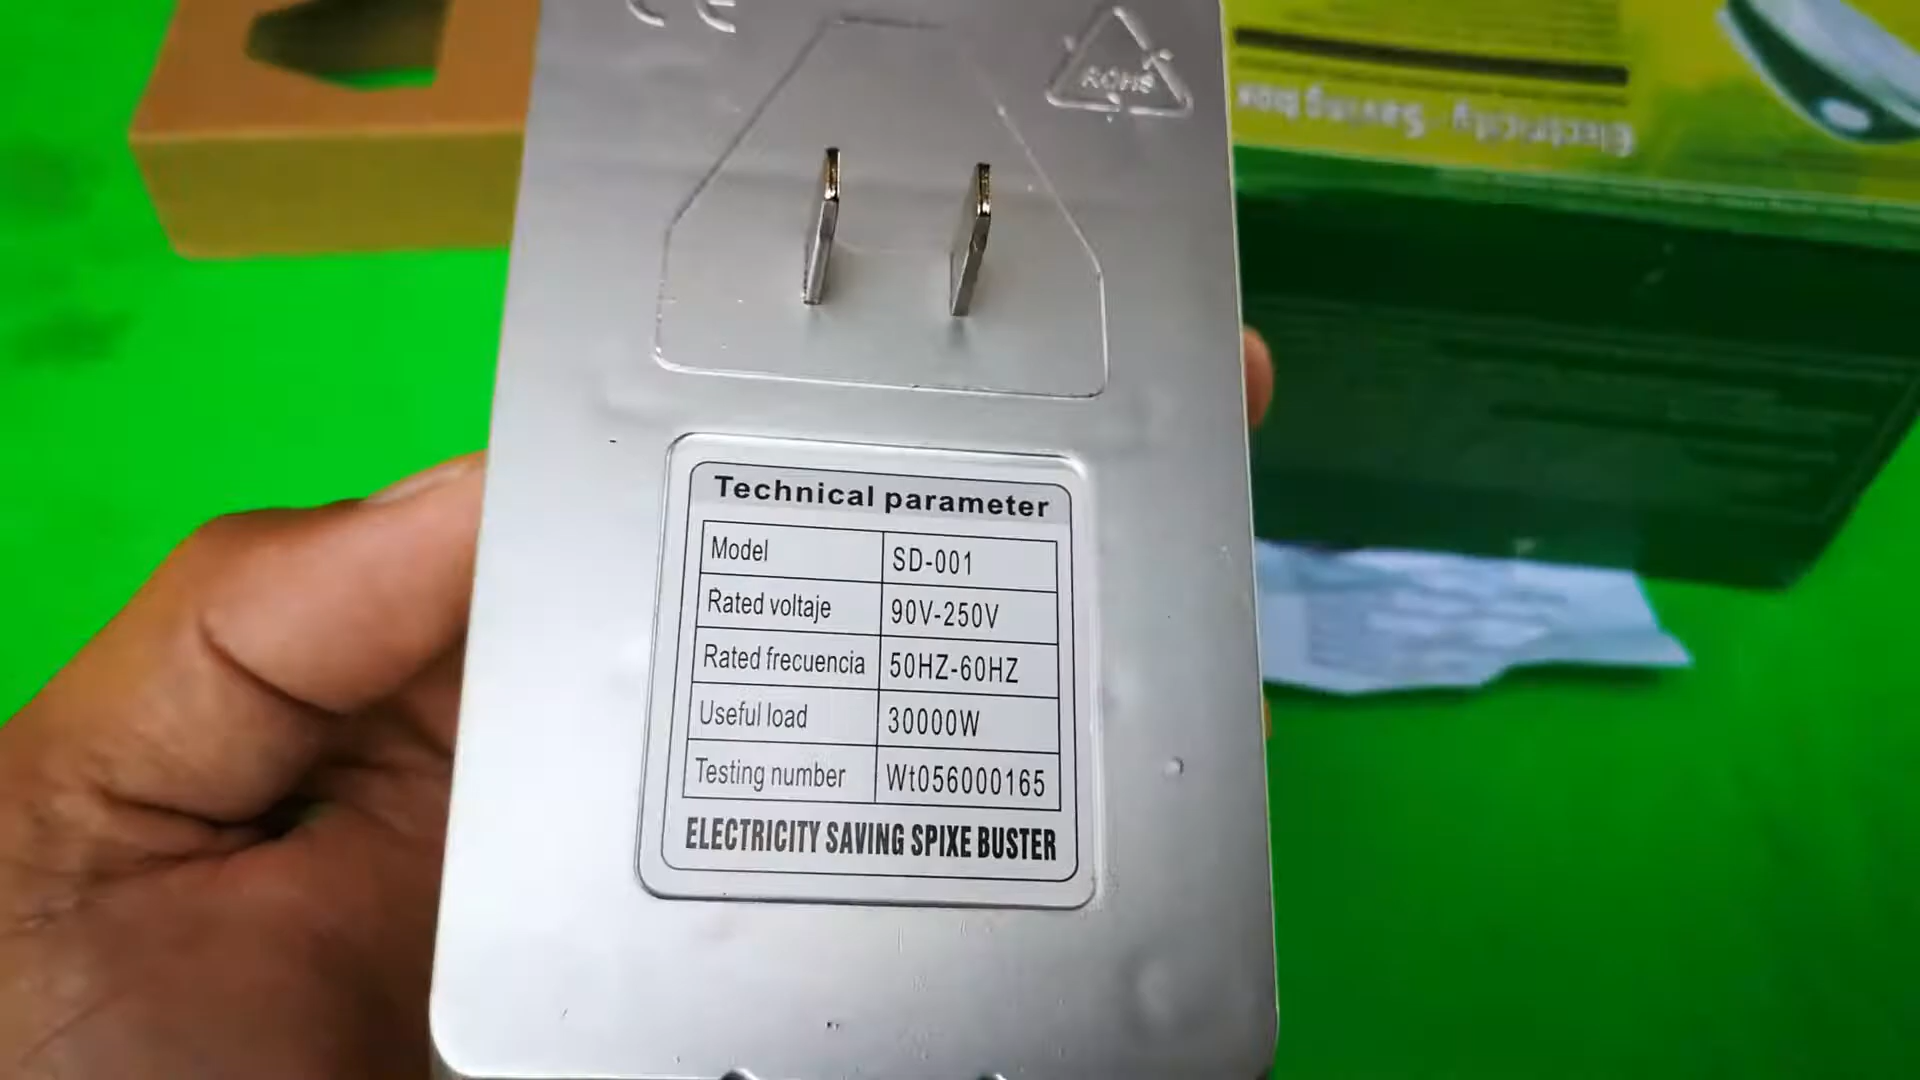 CE
ROHS
Electricity-Saving box
Technical parameter
Model SD-001
Rated voltaje 90V-250V
Rated frecuencia 50HZ-60HZ
Useful load 30000W
Testing number Wt056000165
ELECTRICITY SAVING SPIXE BUSTER